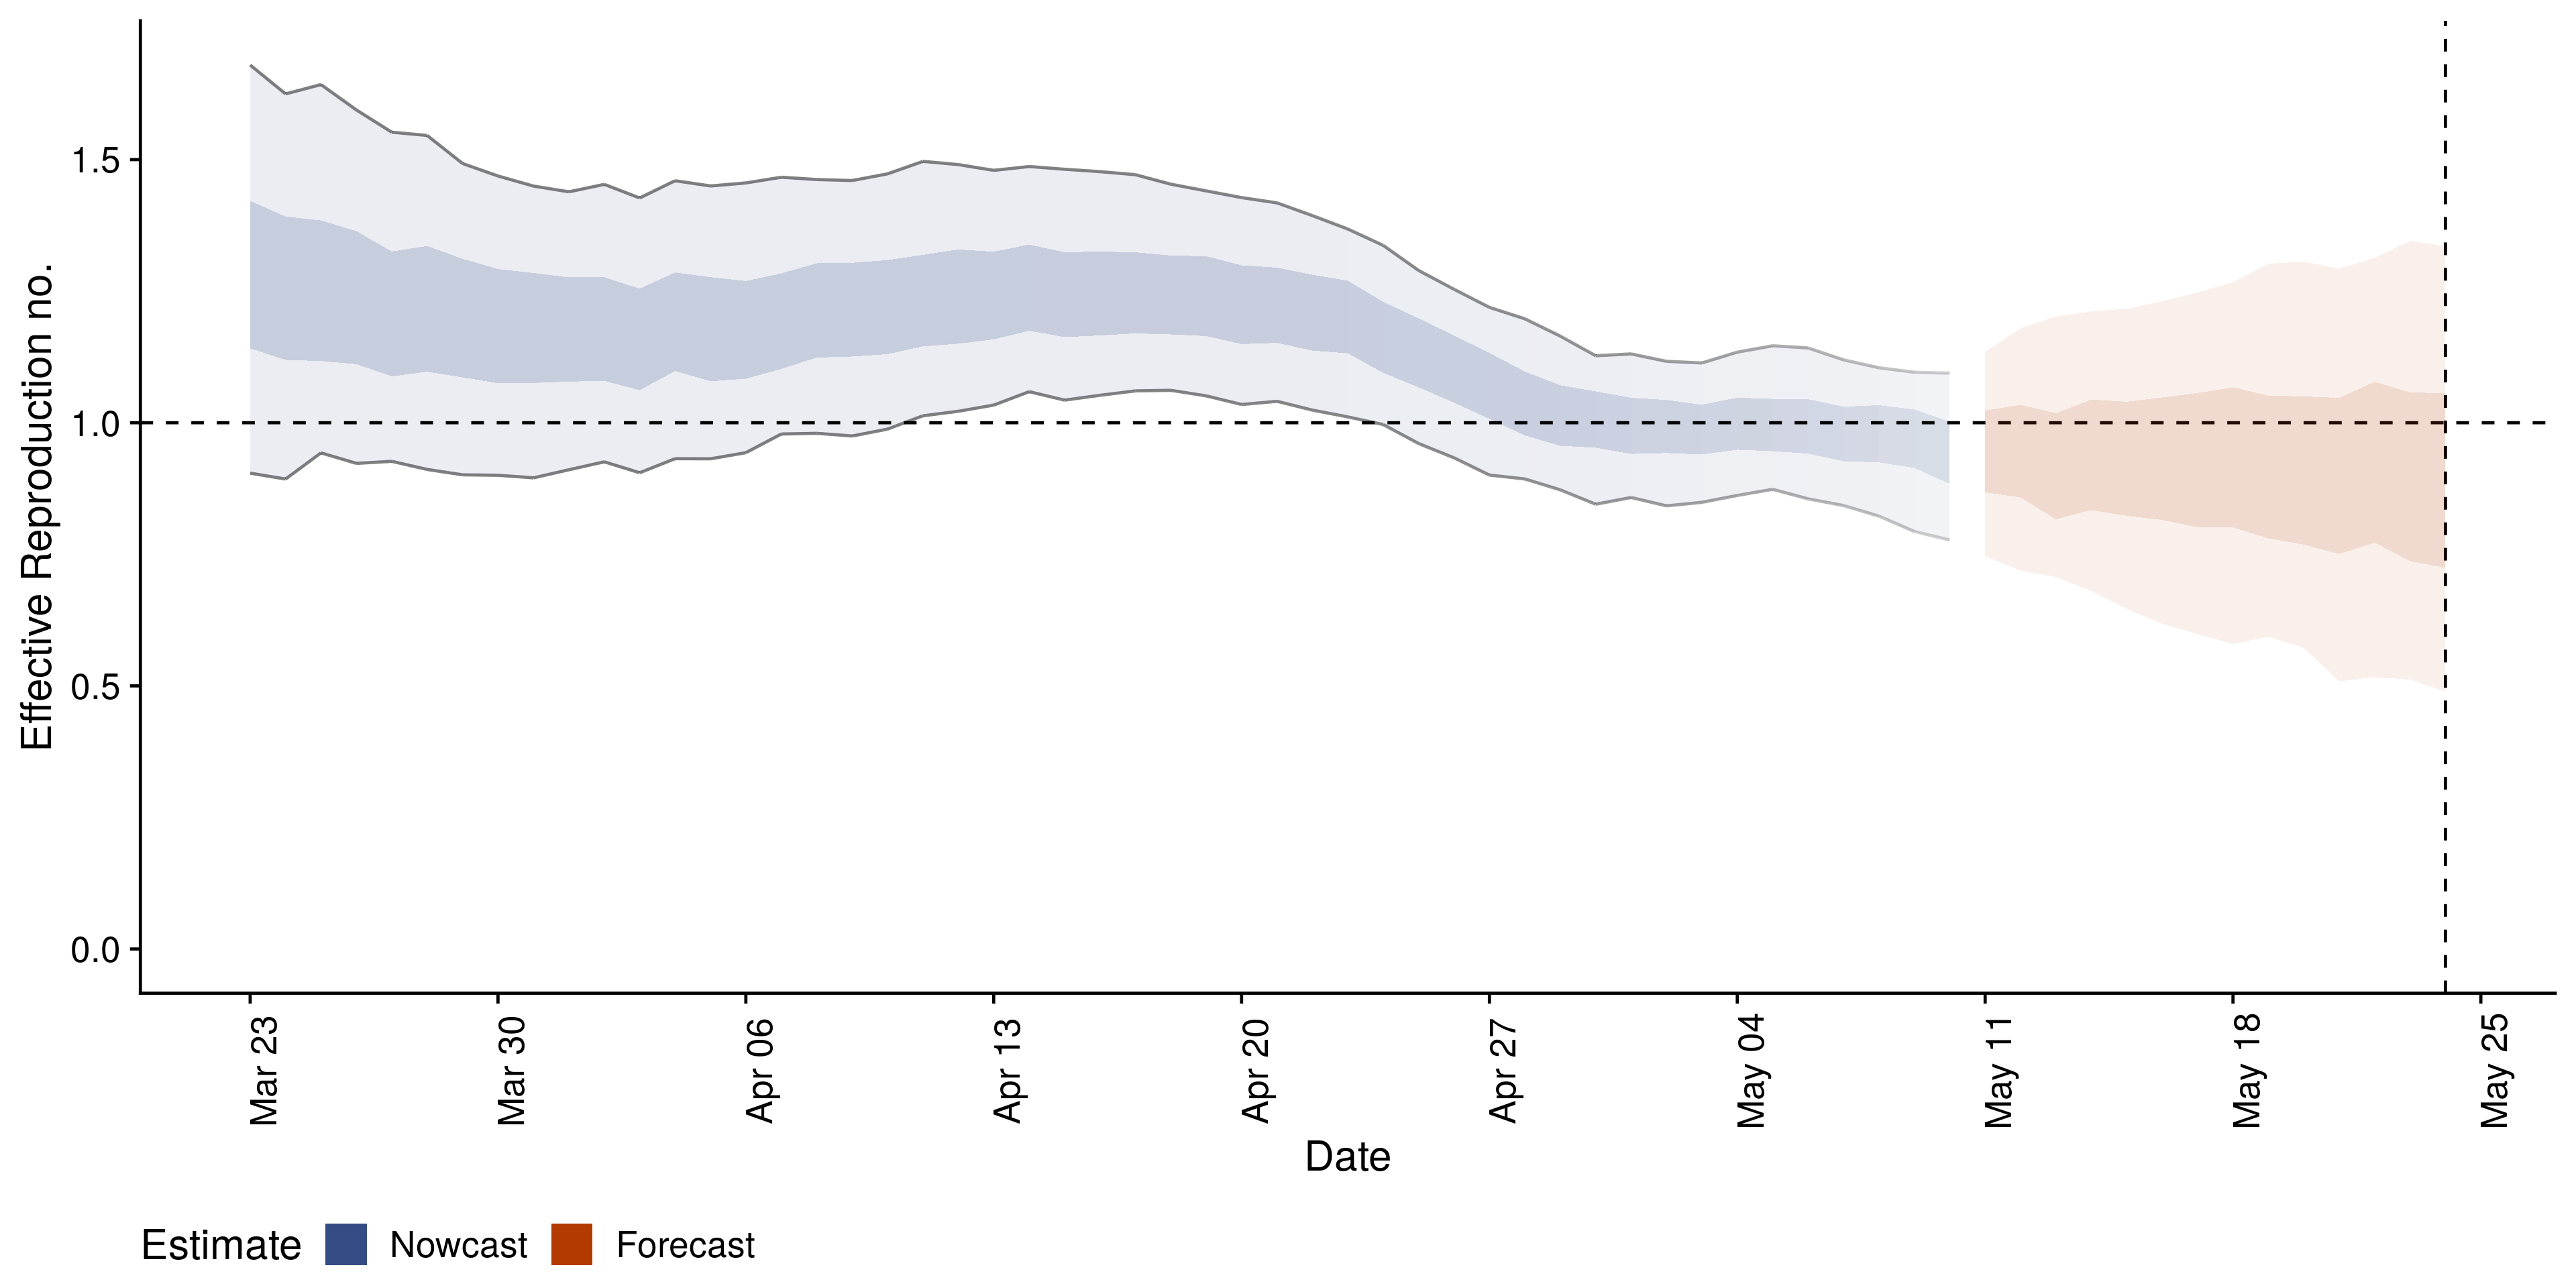 Effective Reproduction no.
1.5
1.0
0.5
0.0
Mar 23
Mar 30
Apr 06
Apr 13
Apr 20
Apr 27
May 04
May 11
May 18
May 25
Date
Estimate Nowcast Forecast